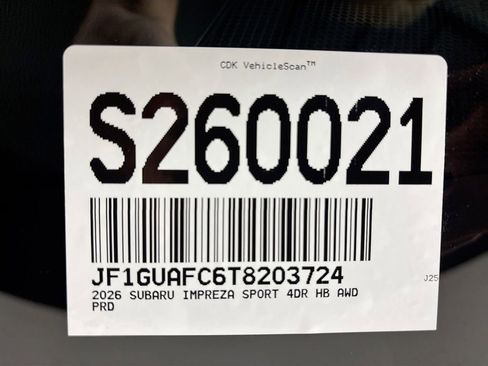 CDK VehicleScan™
S260021
JF1GUAFC6T8203724
J25
2026 SUBARU IMPREZA SPORT 4DR HB AWD
PRD